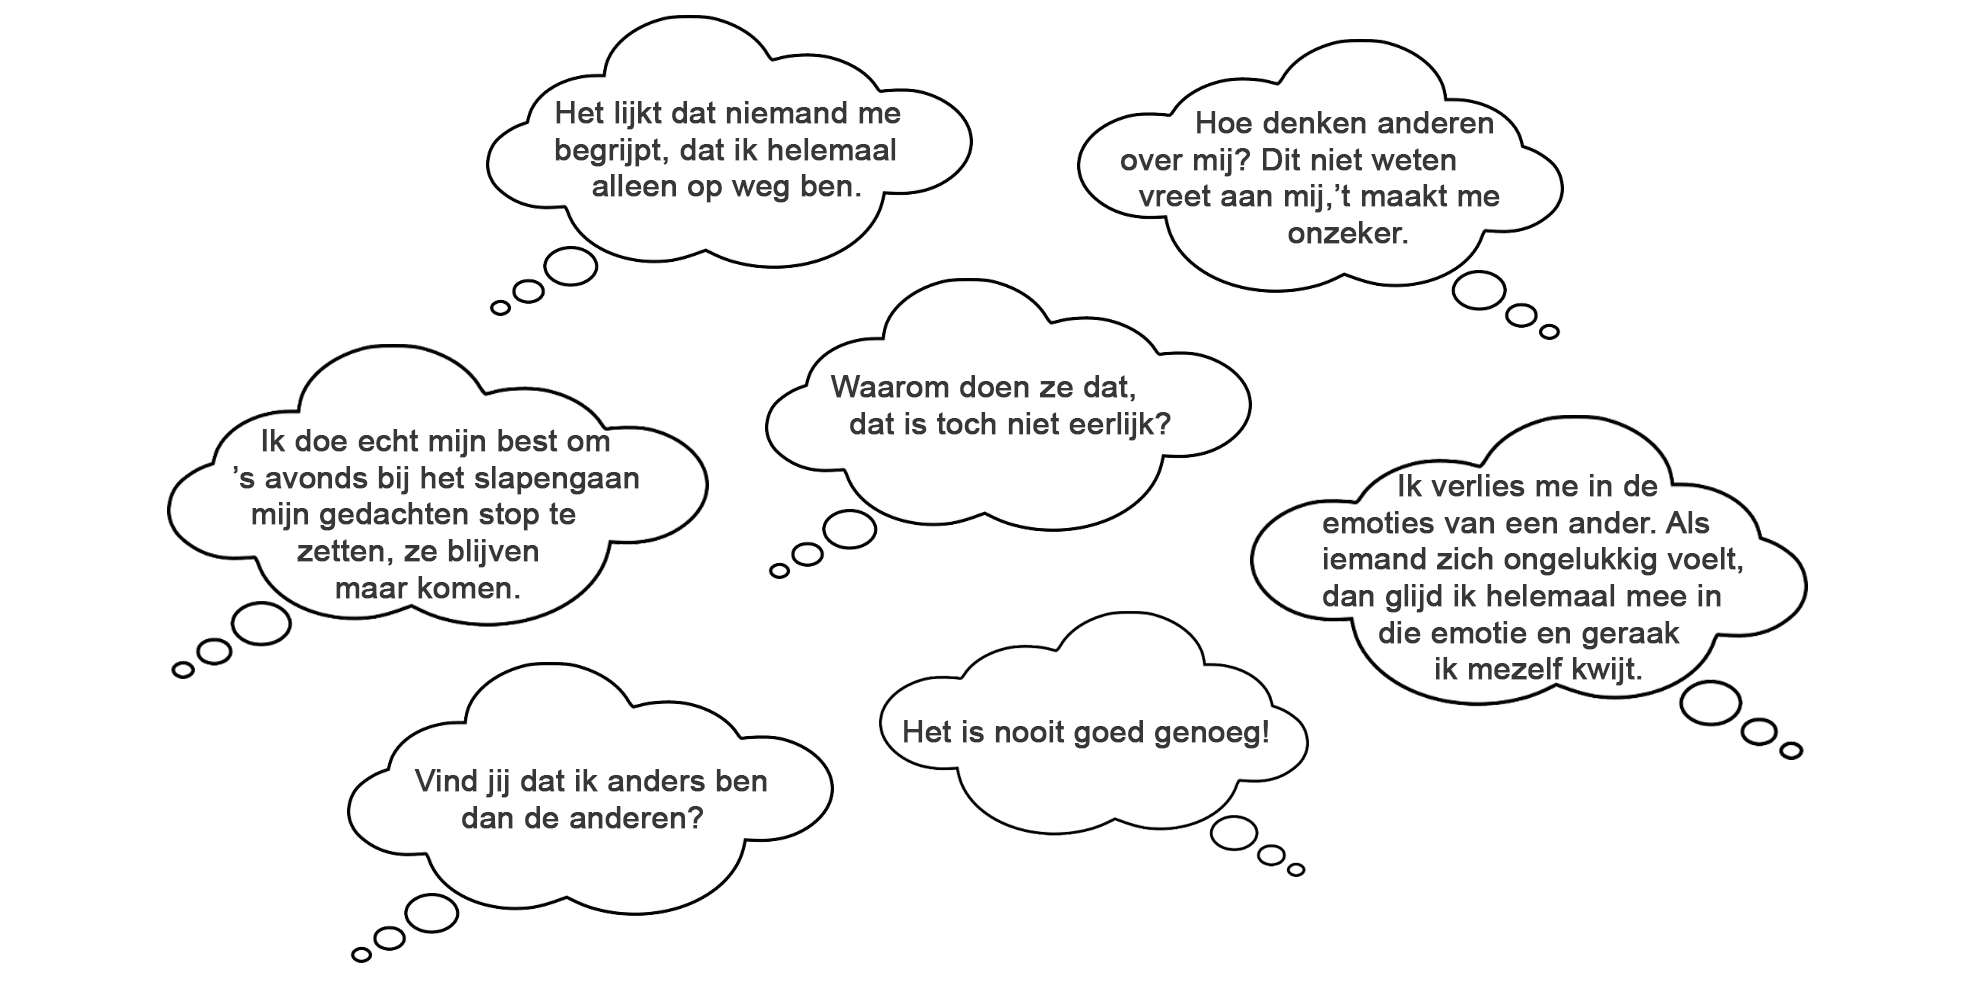 Het lijkt dat niemand me
begrijpt, dat ik helemaal
alleen op weg ben.
Hoe denken anderen
over mij? Dit niet weten
vreet aan mij,’t maakt me
onzeker.
Waarom doen ze dat,
dat is toch niet eerlijk?
Ik doe echt mijn best om
’s avonds bij het slapengaan
mijn gedachten stop te
zetten, ze blijven
maar komen.
Ik verlies me in de
emoties van een ander. Als
iemand zich ongelukkig voelt,
dan glijd ik helemaal mee in
die emotie en geraak
ik mezelf kwijt.
Vind jij dat ik anders ben
dan de anderen?
Het is nooit goed genoeg!